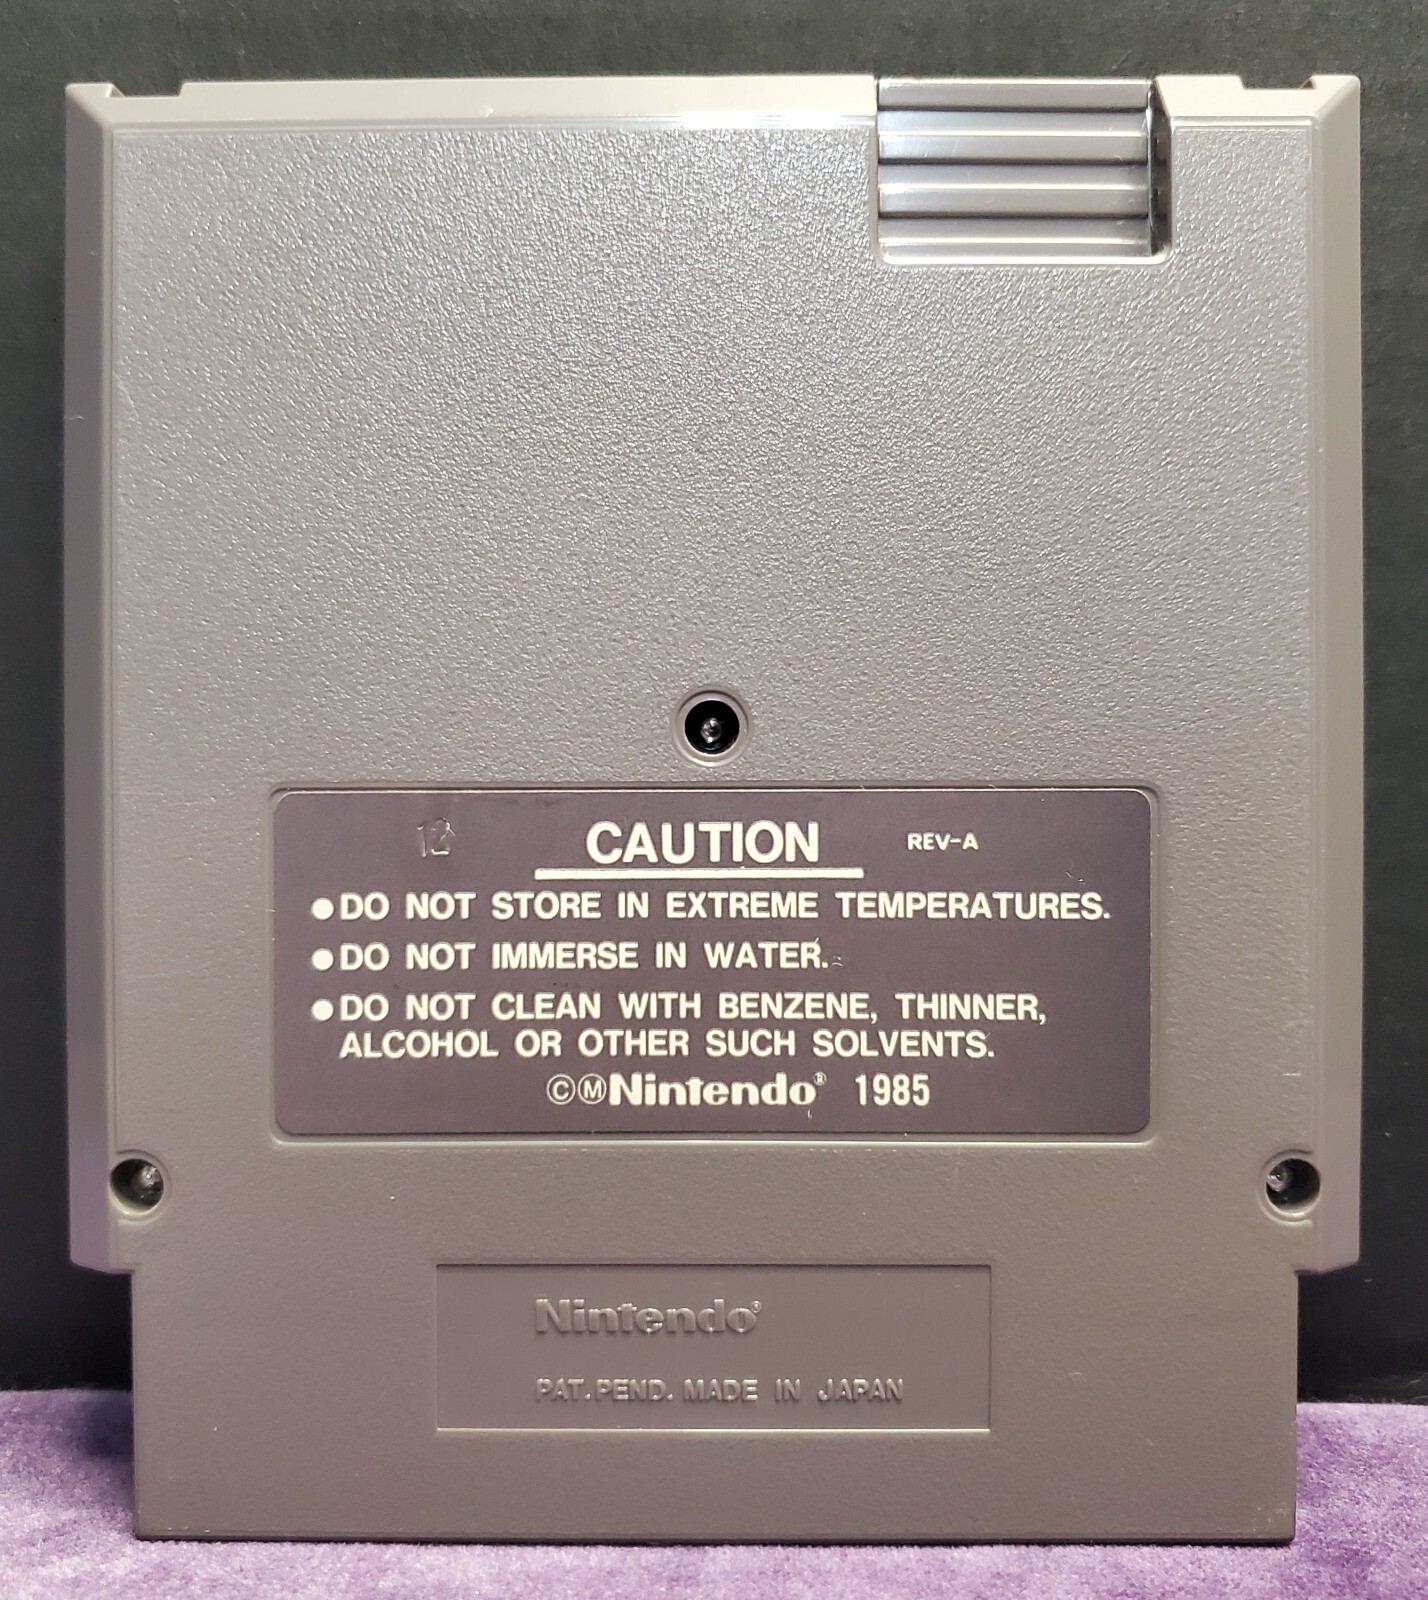 12
CAUTION REV-A
●DO NOT STORE IN EXTREME TEMPERATURES.
●DO NOT IMMERSE IN WATER.
●DO NOT CLEAN WITH BENZENE, THINNER,
ALCOHOL OR OTHER SUCH SOLVENTS.
©ⓂNintendo® 1985
Nintendo®
PAT. PEND. MADE IN JAPAN